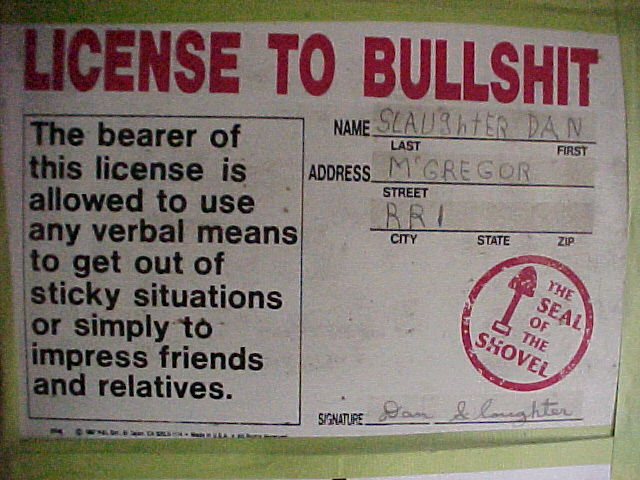 LICENSE TO BULLSHIT
The bearer of
this license is
allowed to use
any verbal means
to get out of
sticky situations
or simply to
impress friends
and relatives.
NAME SLAUGHTER DAN
LAST FIRST
ADDRESS McGREGOR
STREET
RR1
CITY STATE ZIP
THE
SEAL
OF
THE
SHOVEL
SIGNATURE Dan Slaughter